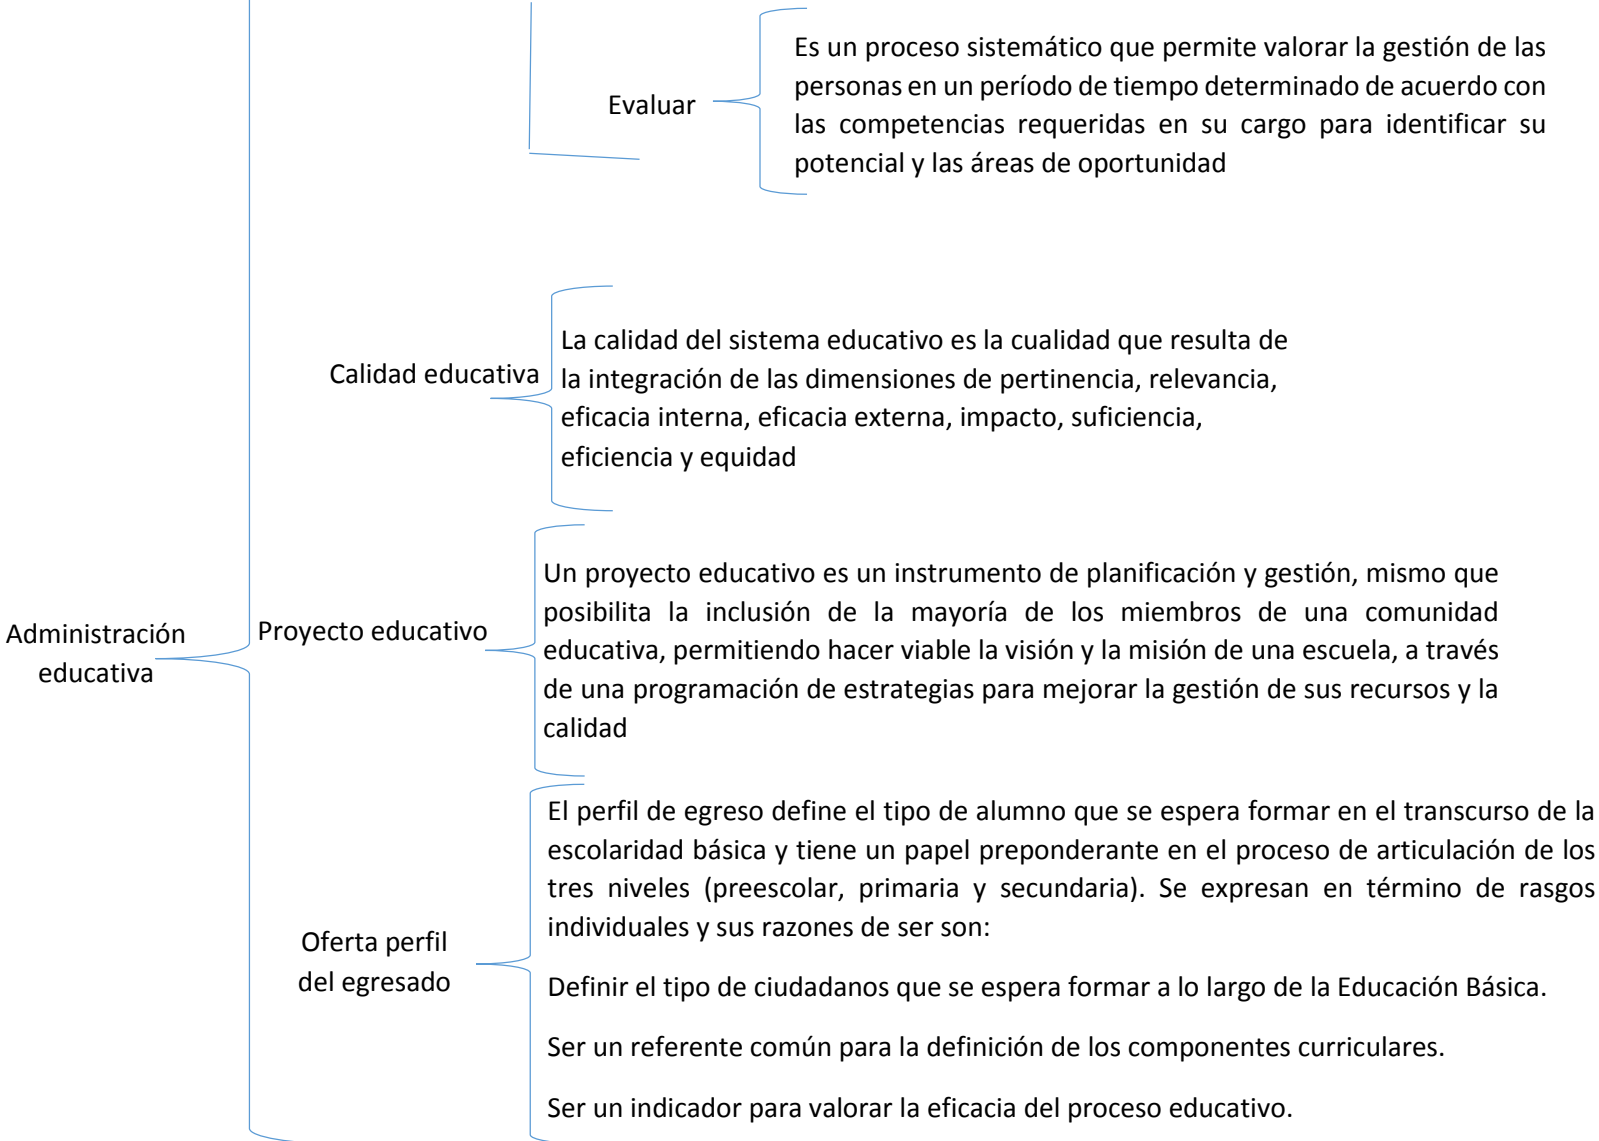 Evaluar
Es un proceso sistemático que permite valorar la gestión de las
personas en un período de tiempo determinado de acuerdo con
las competencias requeridas en su cargo para identificar su
potencial y las áreas de oportunidad
Calidad educativa
La calidad del sistema educativo es la cualidad que resulta de
la integración de las dimensiones de pertinencia, relevancia,
eficacia interna, eficacia externa, impacto, suficiencia,
eficiencia y equidad
Administración
educativa
Proyecto educativo
Un proyecto educativo es un instrumento de planificación y gestión, mismo que
posibilita la inclusión de la mayoría de los miembros de una comunidad
educativa, permitiendo hacer viable la visión y la misión de una escuela, a través
de una programación de estrategias para mejorar la gestión de sus recursos y la
calidad
Oferta perfil
del egresado
El perfil de egreso define el tipo de alumno que se espera formar en el transcurso de la
escolaridad básica y tiene un papel preponderante en el proceso de articulación de los
tres niveles (preescolar, primaria y secundaria). Se expresan en término de rasgos
individuales y sus razones de ser son:
Definir el tipo de ciudadanos que se espera formar a lo largo de la Educación Básica.
Ser un referente común para la definición de los componentes curriculares.
Ser un indicador para valorar la eficacia del proceso educativo.